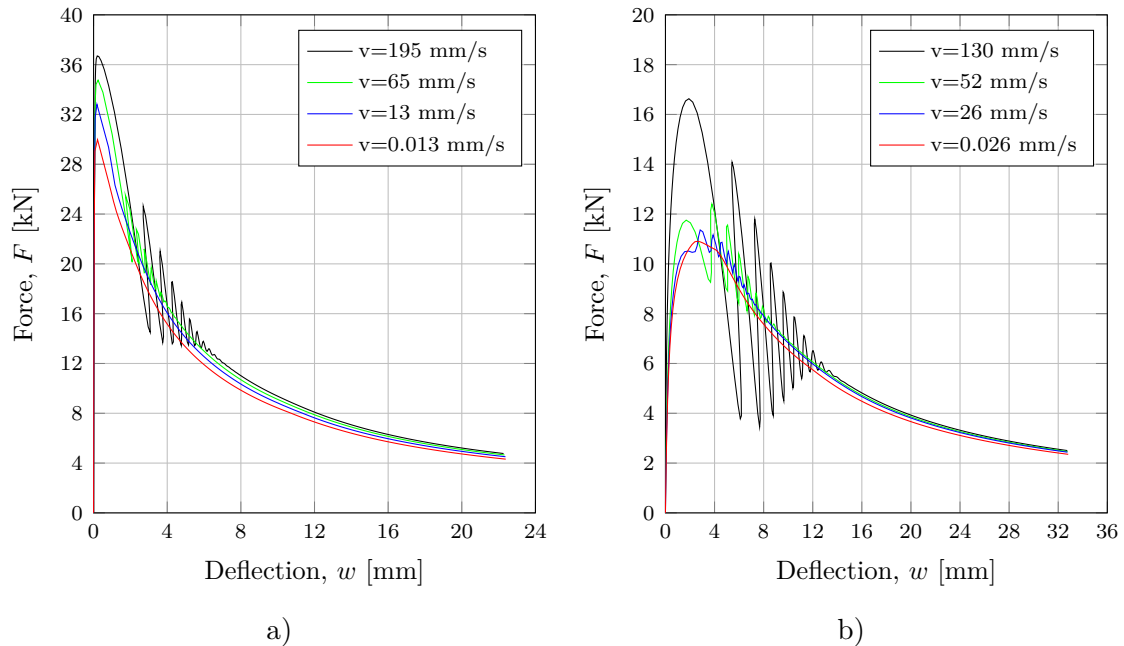 40
36
32
28
24
20
16
12
8
4
0
Force, F [kN]
v=195 mm/s
v=65 mm/s
v=13 mm/s
v=0.013 mm/s
0 4 8 12 16 20 24
Deflection, w [mm]
a)
20
18
16
14
12
10
8
6
4
2
0
Force, F [kN]
v=130 mm/s
v=52 mm/s
v=26 mm/s
v=0.026 mm/s
0 4 8 12 16 20 24 28 32 36
Deflection, w [mm]
b)